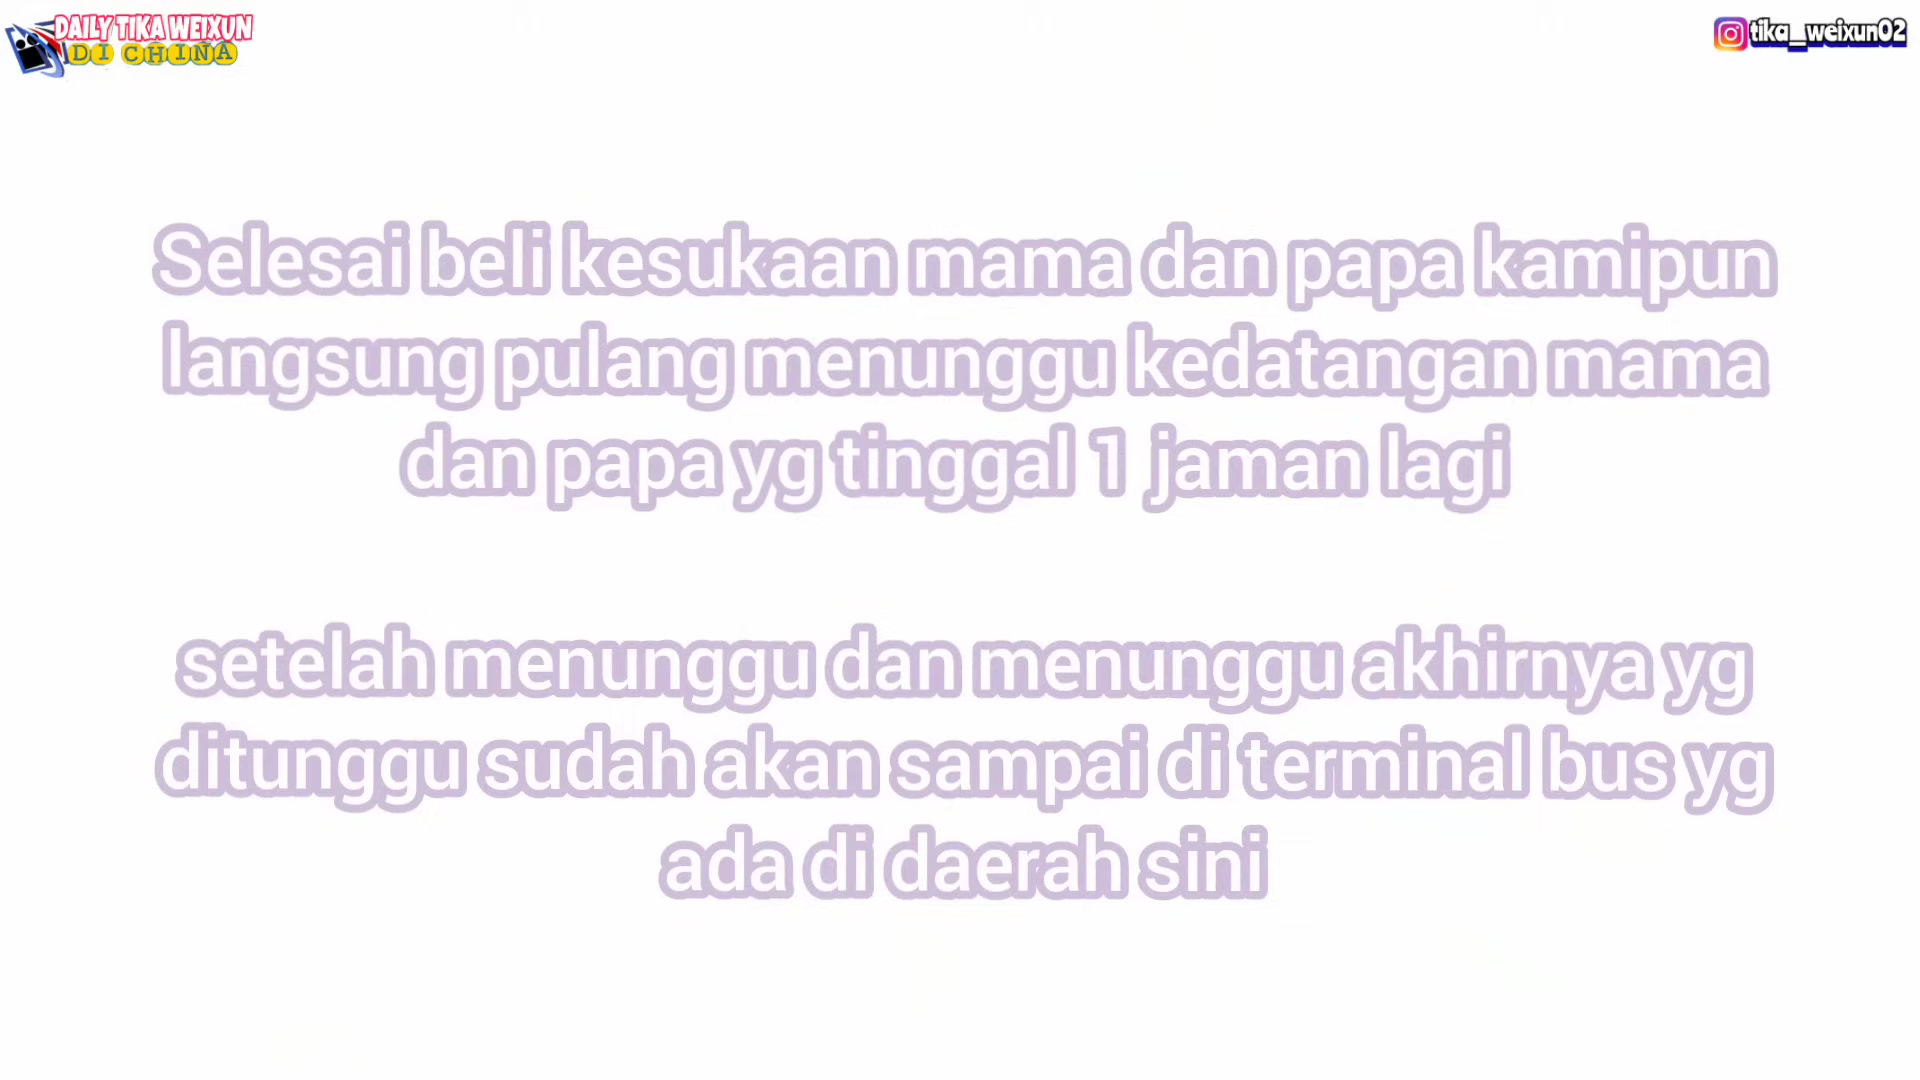 DAILY TIKA WEIXUN
DI CHINA
tika_weixun02
Selesai beli kesukaan mama dan papa kamipun
langsung pulang menunggu kedatangan mama
dan papa yg tinggal 1 jaman lagi
setelah menunggu dan menunggu akhirnya yg
ditunggu sudah akan sampai di terminal bus yg
ada di daerah sini